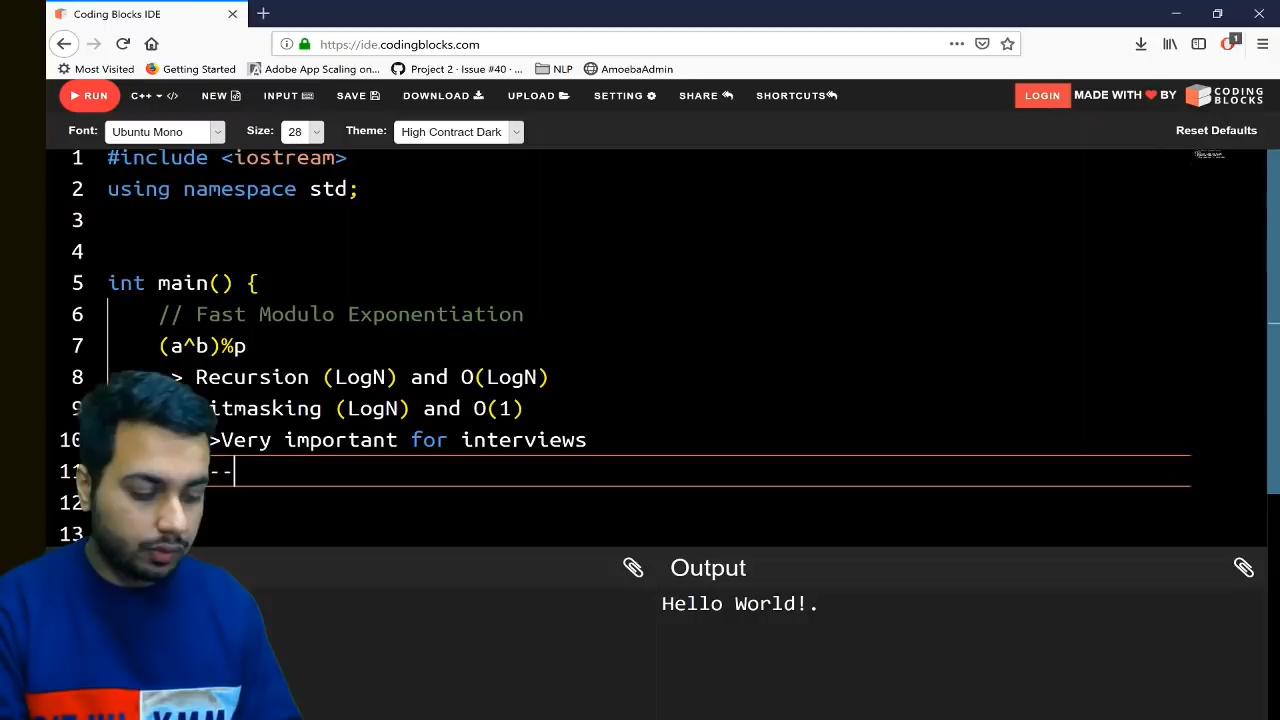 Coding Blocks IDE
https://ide.codingblocks.com
1
Most Visited
Getting Started
Adobe App Scaling on...
Project 2 · Issue #40 · ...
NLP
AmoebaAdmin
RUN
C++
NEW
INPUT
SAVE
DOWNLOAD
UPLOAD
SETTING
SHARE
SHORTCUTS
LOGIN
MADE WITH ❤ BY
CODING
BLOCKS
Font: Ubuntu Mono Size: 28 Theme: High Contract Dark Reset Defaults
1 #include <iostream>
2 using namespace std;
3
4
5 int main() {
6 // Fast Modulo Exponentiation
7 (a^b)%p
8 > Recursion (LogN) and O(LogN)
9 itmasking (LogN) and O(1)
10 >Very important for interviews
11 --
12
13
Output
Hello World!.